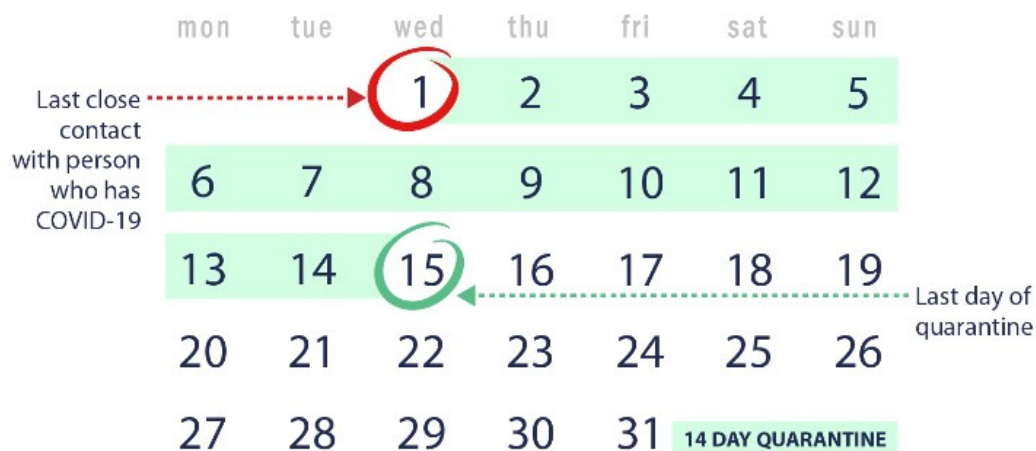 mon tue wed thu fri sat sun
1 2 3 4 5
Last close
contact
with person
who has
COVID-19
6 7 8 9 10 11 12
13 14 15 16 17 18 19
Last day of
quarantine
20 21 22 23 24 25 26
27 28 29 30 31
14 DAY QUARANTINE